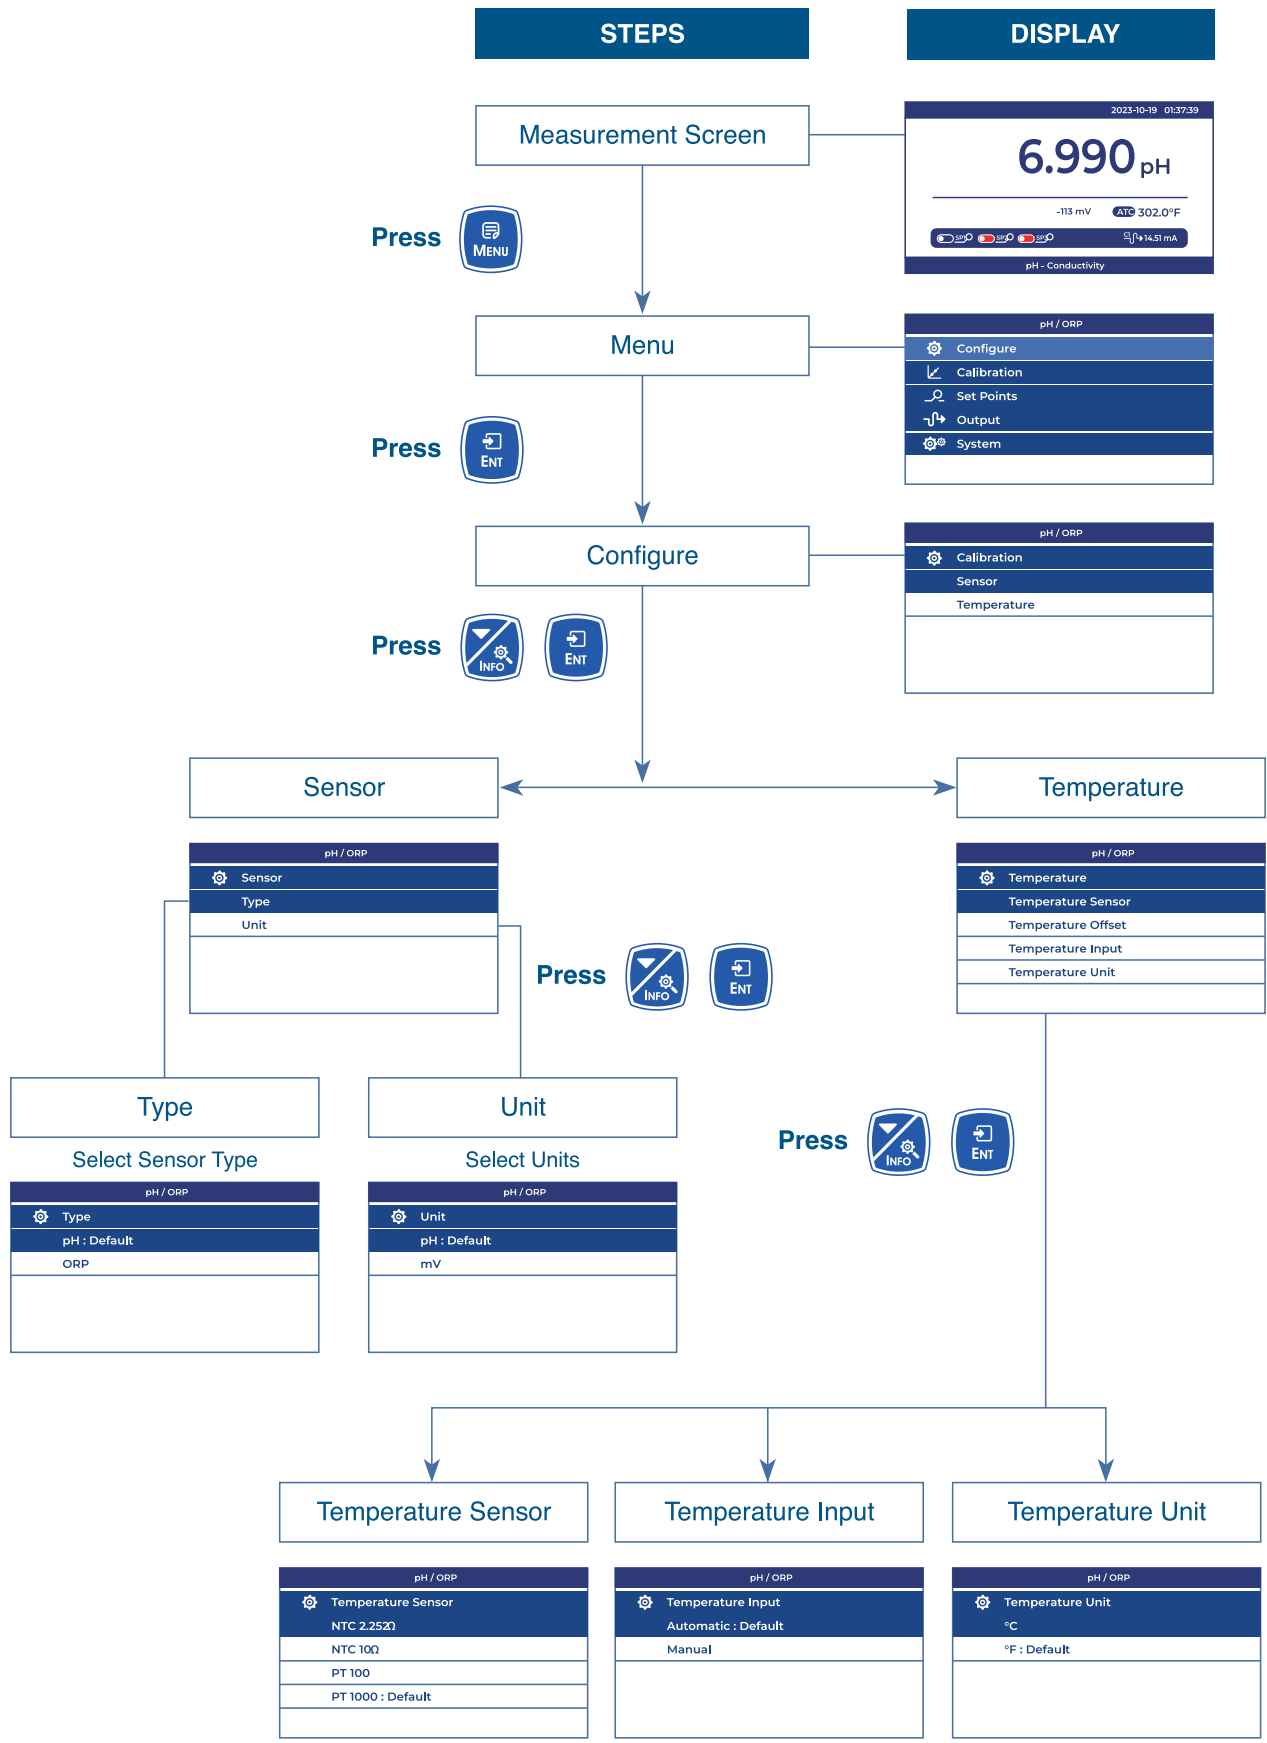 STEPS
DISPLAY
Measurement Screen
2023-10-19 01:37:39
6.990 pH
-113 mV ATC 302.0°F
SP1 SP2 SP3 14.51 mA
pH - Conductivity
Press
MENU
Menu
pH / ORP
Configure
Calibration
Set Points
Output
System
Press
ENT
Configure
pH / ORP
Calibration
Sensor
Temperature
Press
INFO
ENT
Sensor
Temperature
pH / ORP
Sensor
Type
Unit
pH / ORP
Temperature
Temperature Sensor
Temperature Offset
Temperature Input
Temperature Unit
Press
INFO
ENT
Type
Select Sensor Type
pH / ORP
Type
pH : Default
ORP
Unit
Select Units
pH / ORP
Unit
pH : Default
mV
Press
INFO
ENT
Temperature Sensor
pH / ORP
Temperature Sensor
NTC 2.252Ω
NTC 10Ω
PT 100
PT 1000 : Default
Temperature Input
pH / ORP
Temperature Input
Automatic : Default
Manual
Temperature Unit
pH / ORP
Temperature Unit
°C
°F : Default